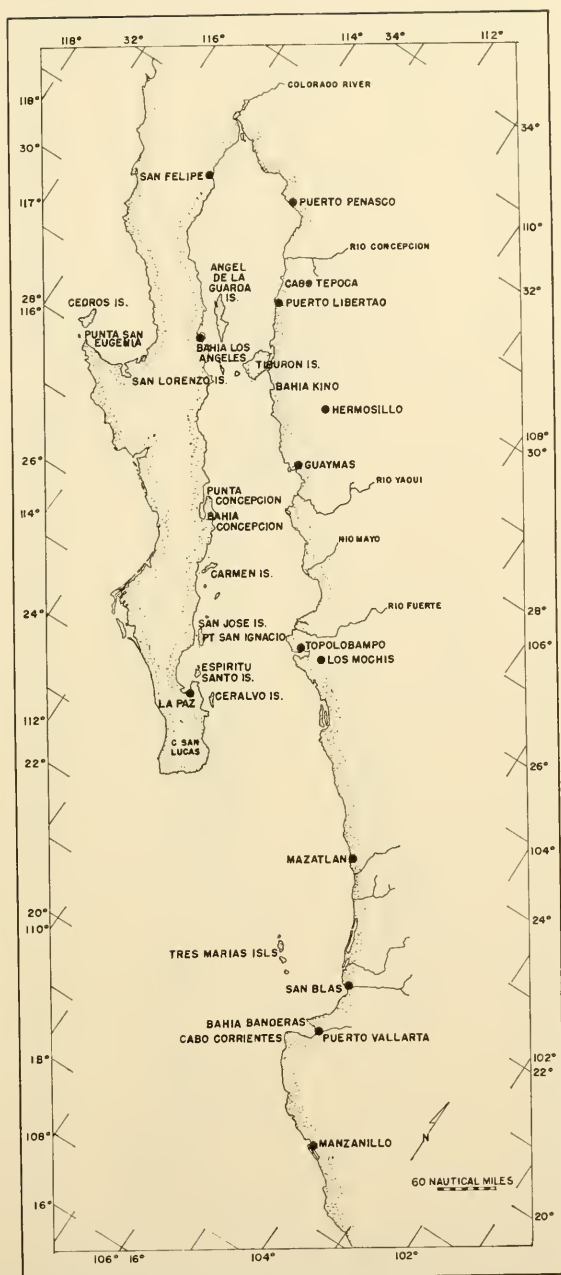 118° 32° 116° 114° 34° 112°
COLORADO RIVER
118°
34°
30°
SAN FELIPE
117°
PUERTO PENASCO
110°
RIO CONCEPCION
ANGEL
DE LA
GUARDA
IS.
CABO TEPOCA
32°
28°
116°
CEDROS IS.
PUERTO LIBERTAD
PUNTA SAN
EUGENIA
BAHIA LOS
ANGELES
TIBURON IS.
SAN LORENZO IS.
BAHIA KINO
HERMOSILLO
108°
30°
26°
GUAYMAS
RIO YAQUI
PUNTA
CONCEPCION
114°
BAHIA
CONCEPCION
RIO MAYO
CARMEN IS.
24°
28°
RIO FUERTE
SAN JOSE IS.
PT SAN IGNACIO
TOPOLOBAMPO
106°
LOS MOCHIS
ESPIRITU
SANTO IS.
LA PAZ
CERALVO IS.
112°
C SAN
LUCAS
22°
26°
MAZATLAN
104°
20°
110°
24°
TRES MARIAS ISLS
SAN BLAS
BAHIA BANDERAS
CABO CORRIENTES
PUERTO VALLARTA
18°
102°
22°
N
108°
MANZANILLO
60 NAUTICAL MILES
16°
20°
106° 16° 104° 102°